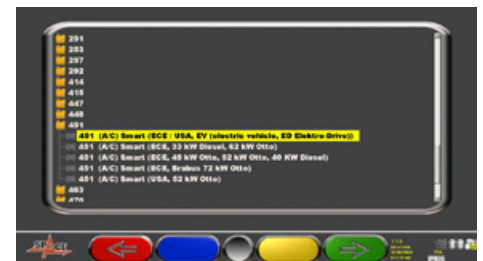 251
253
257
292
414
415
447
448
451
451 (A/C) Smart (ECE / USA, EV (electric vehicle, ED Elektro-Drive))
451 (A/C) Smart (ECE, 33 kW Diesel, 62 kW Otto)
451 (A/C) Smart (ECE, 45 kW Otto, 52 kW Otto, 40 KW Diesel)
451 (A/C) Smart (ECE, Brabus 72 kW Otto)
451 (A/C) Smart (USA, 52 kW Otto)
463
470
SPACE